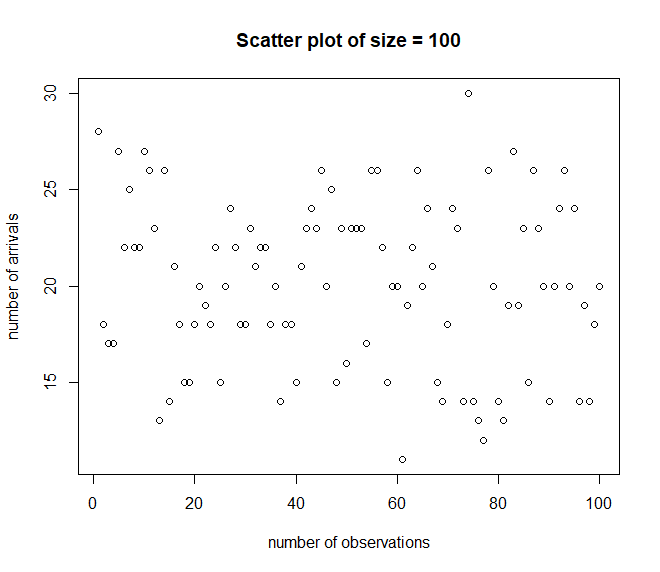 Scatter plot of size = 100
number of arrivals
30
25
20
15
0 20 40 60 80 100
number of observations